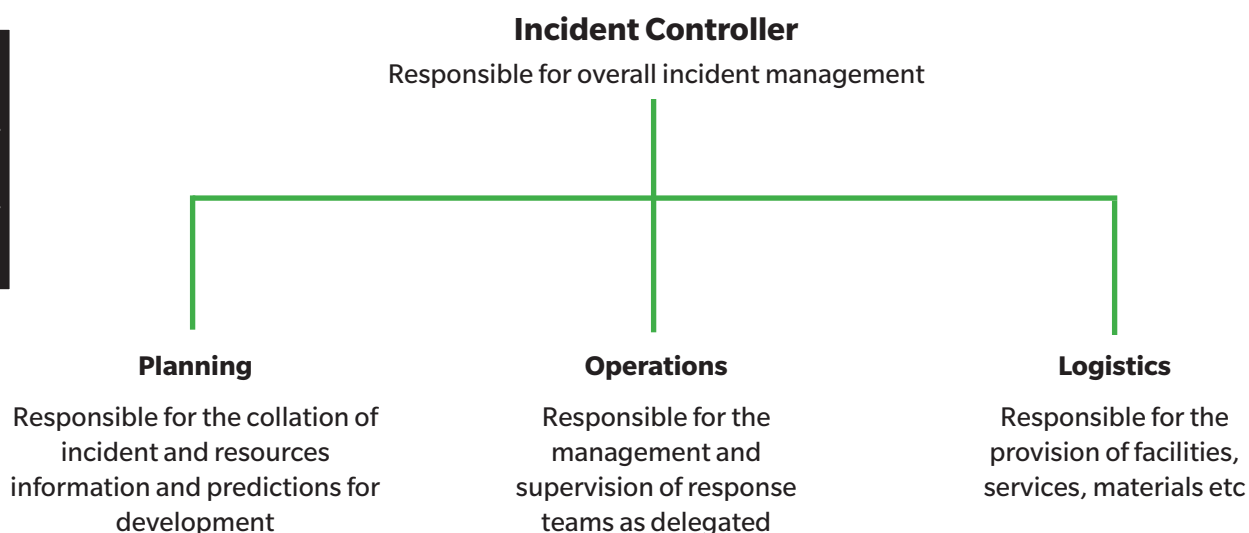 Incident Controller
Responsible for overall incident management
Planning
Responsible for the collation of
incident and resources
information and predictions for
development
Operations
Responsible for the
management and
supervision of response
teams as delegated
Logistics
Responsible for the
provision of facilities,
services, materials etc